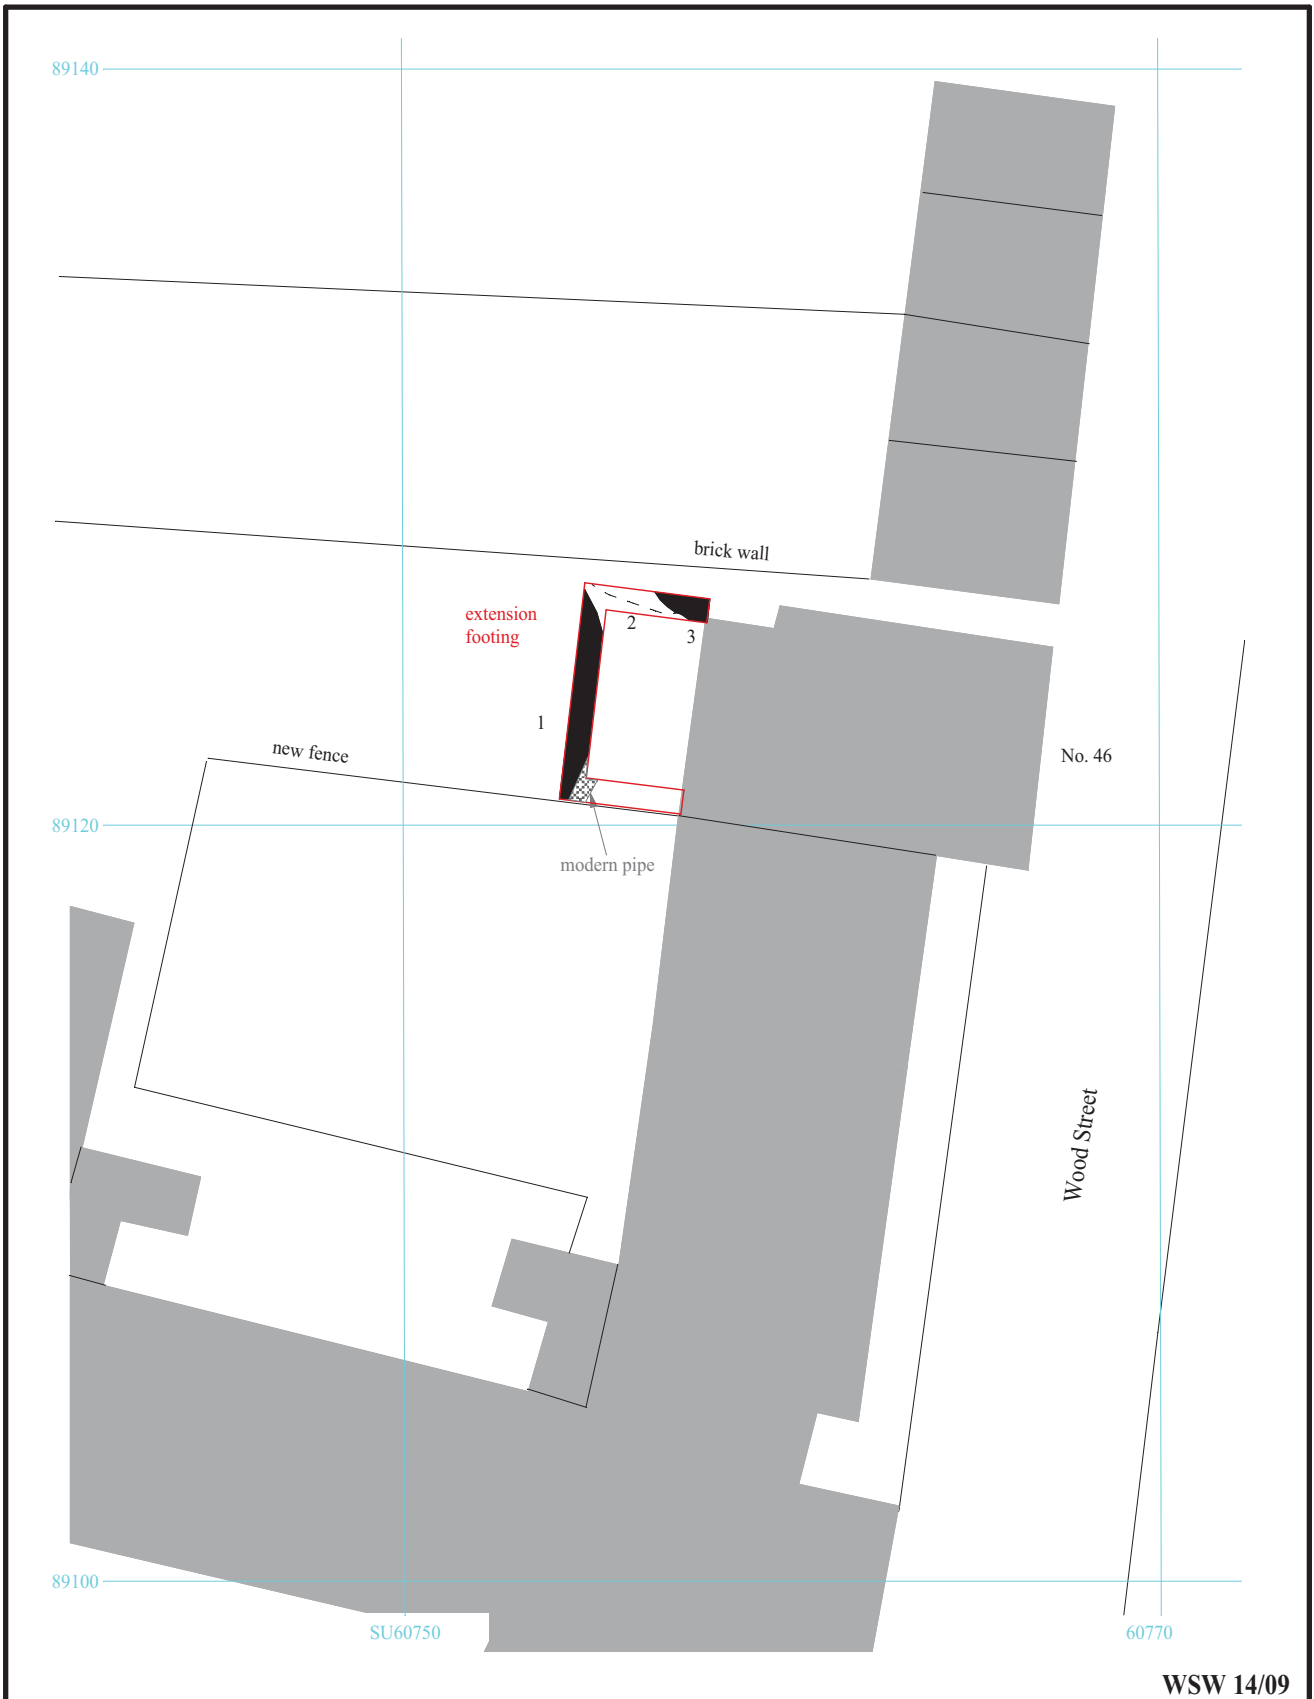 89140
brick wall
extension
footing
2
3
1
new fence
No. 46
89120
modern pipe
Wood Street
89100
SU60750
60770
WSW 14/09